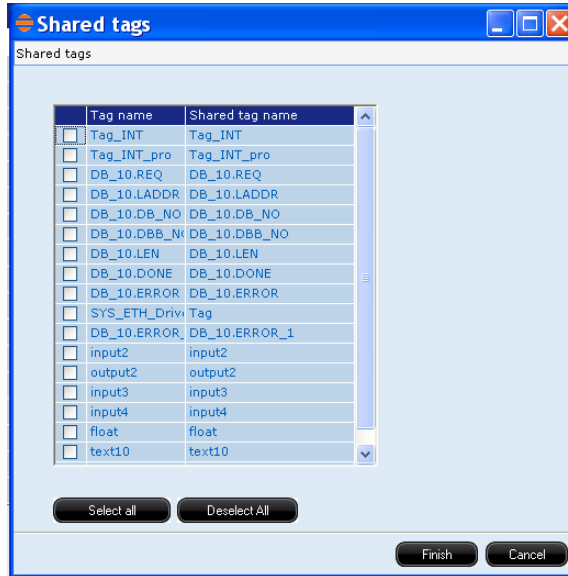 Shared tags
Shared tags
Tag name Shared tag name
Tag_INT Tag_INT
Tag_INT_pro Tag_INT_pro
DB_10.REQ DB_10.REQ
DB_10.LADDR DB_10.LADDR
DB_10.DB_NO DB_10.DB_NO
DB_10.DBB_N DB_10.DBB_NO
DB_10.LEN DB_10.LEN
DB_10.DONE DB_10.DONE
DB_10.ERROR DB_10.ERROR
SYS_ETH_Driv Tag
DB_10.ERROR_ DB_10.ERROR_1
input2 input2
output2 output2
input3 input3
input4 input4
float float
text10 text10
Select all Deselect All
Finish Cancel